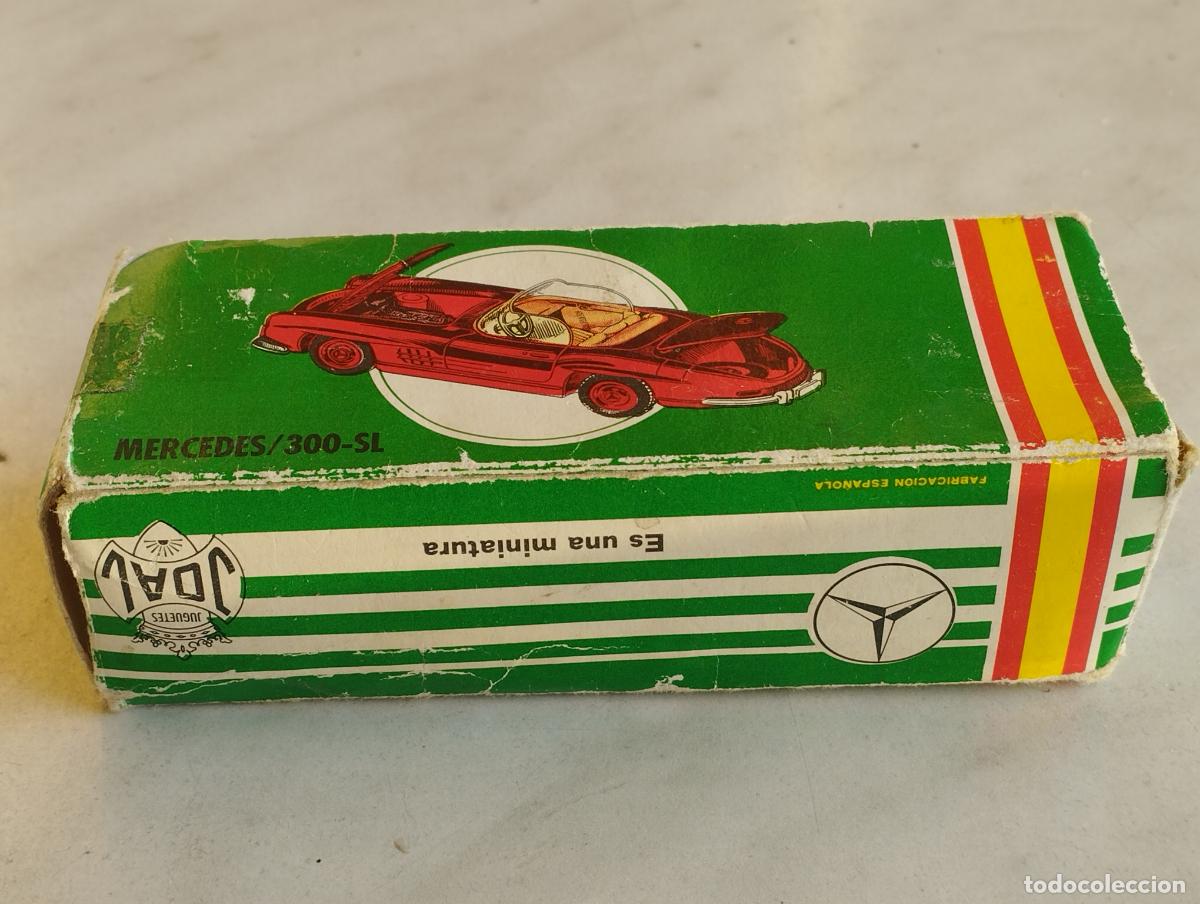 MERCEDES/300-SL
FABRICACION ESPAÑOLA
Es una miniatura
JOAL
JUGUETES
todocoleccion